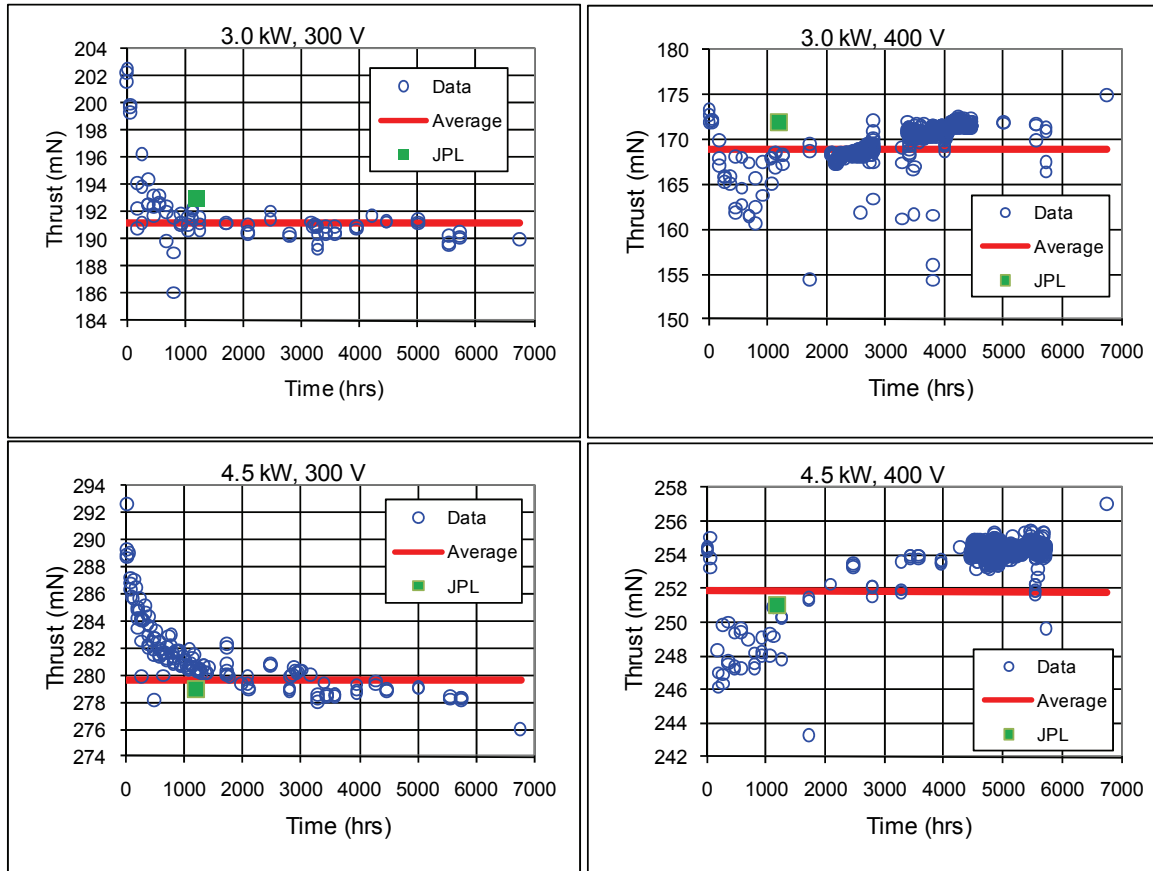 3.0 kW, 300 V
204
202
200
198
196
194
192
190
188
186
184
Thrust (mN)
Data
Average
JPL
0 1000 2000 3000 4000 5000 6000 7000
Time (hrs)
3.0 kW, 400 V
180
175
170
165
160
155
150
Thrust (mN)
Data
Average
JPL
0 1000 2000 3000 4000 5000 6000 7000
Time (hrs)
4.5 kW, 300 V
294
292
290
288
286
284
282
280
278
276
274
Thrust (mN)
Data
Average
JPL
0 1000 2000 3000 4000 5000 6000 7000
Time (hrs)
4.5 kW, 400 V
258
256
254
252
250
248
246
244
242
Thrust (mN)
Data
Average
JPL
0 1000 2000 3000 4000 5000 6000 7000
Time (hrs)